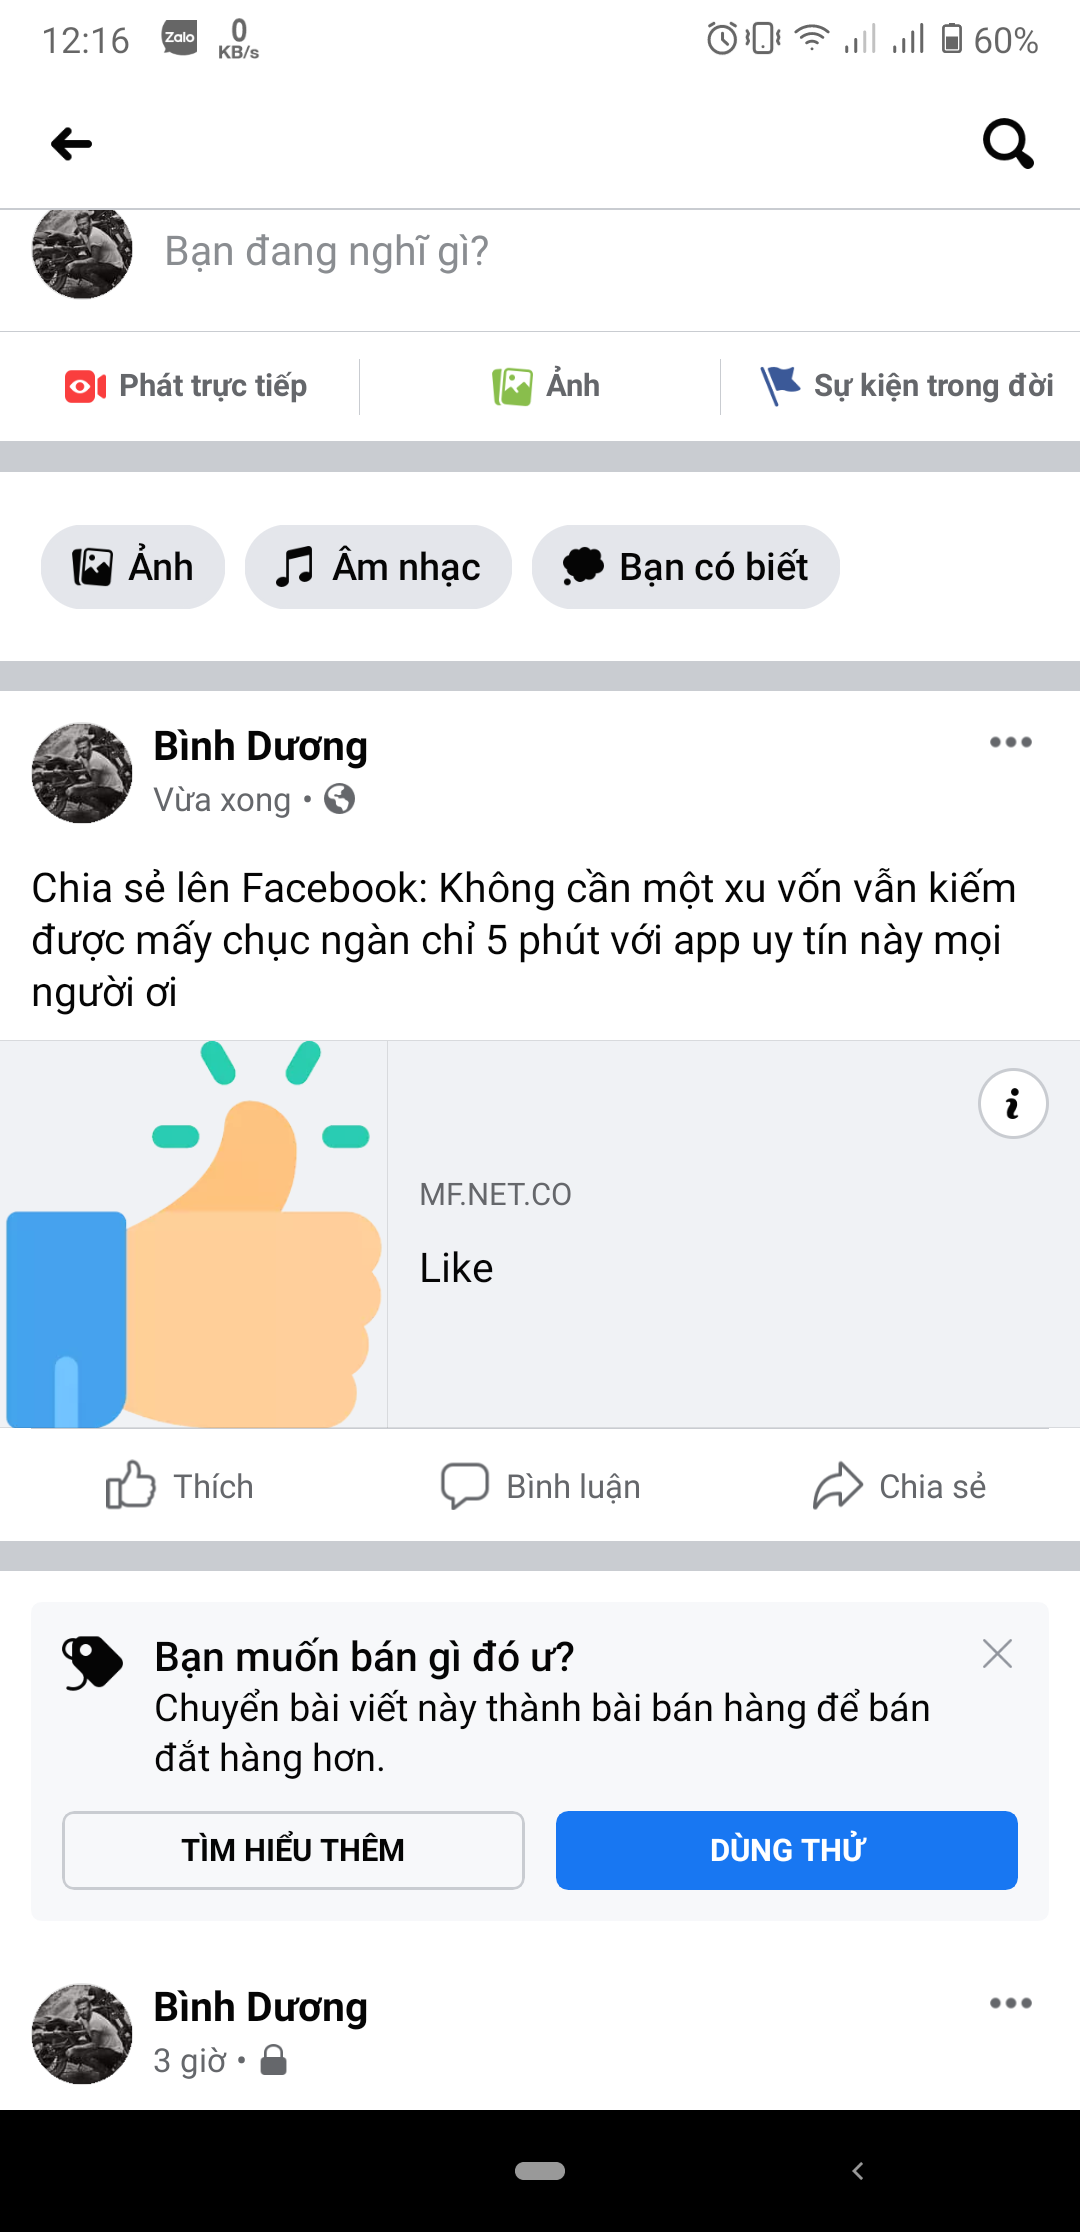 12:16 Zalo 0 KB/s 60%
Bạn đang nghĩ gì?
Phát trực tiếp Ảnh Sự kiện trong đời
Ảnh Âm nhạc Bạn có biết
Bình Dương
Vừa xong •
Chia sẻ lên Facebook: Không cần một xu vốn vẫn kiếm
được mấy chục ngàn chỉ 5 phút với app uy tín này mọi
người ơi
MF.NET.CO
Like
Thích Bình luận Chia sẻ
Bạn muốn bán gì đó ư?
Chuyển bài viết này thành bài bán hàng để bán
đắt hàng hơn.
TÌM HIỂU THÊM DÙNG THỬ
Bình Dương
3 giờ •